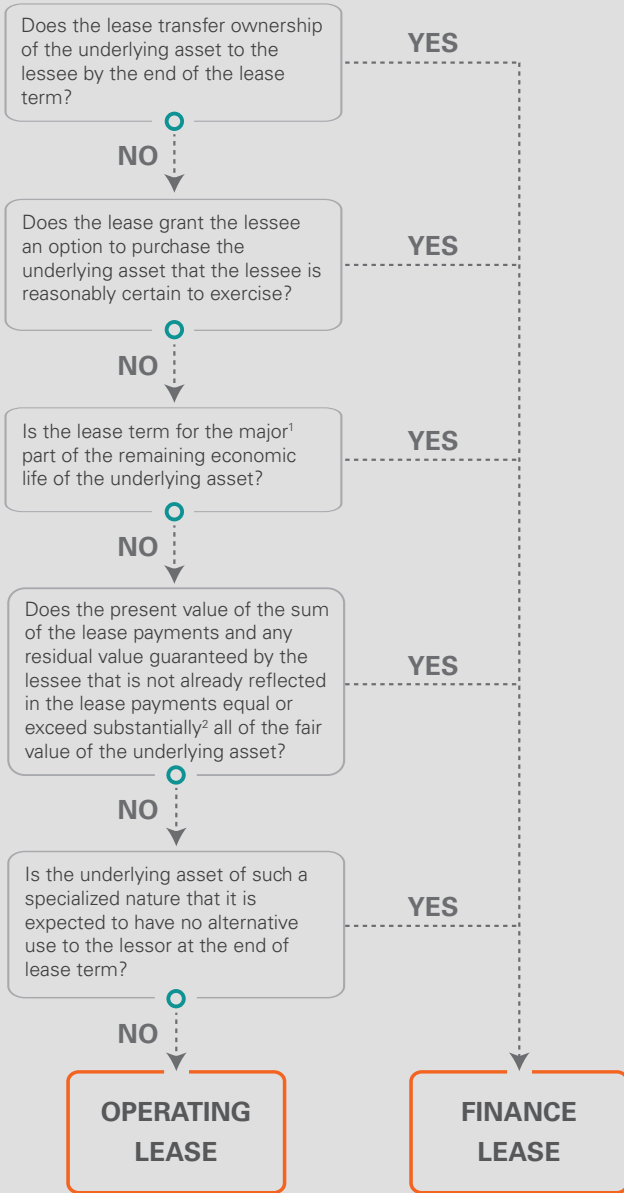 Does the lease transfer ownership
of the underlying asset to the
lessee by the end of the lease
term?
YES
NO
Does the lease grant the lessee
an option to purchase the
underlying asset that the lessee is
reasonably certain to exercise?
YES
NO
Is the lease term for the major¹
part of the remaining economic
life of the underlying asset?
YES
NO
Does the present value of the sum
of the lease payments and any
residual value guaranteed by the
lessee that is not already reflected
in the lease payments equal or
exceed substantially² all of the fair
value of the underlying asset?
YES
NO
Is the underlying asset of such a
specialized nature that it is
expected to have no alternative
use to the lessor at the end of
lease term?
YES
NO
OPERATING
LEASE
FINANCE
LEASE